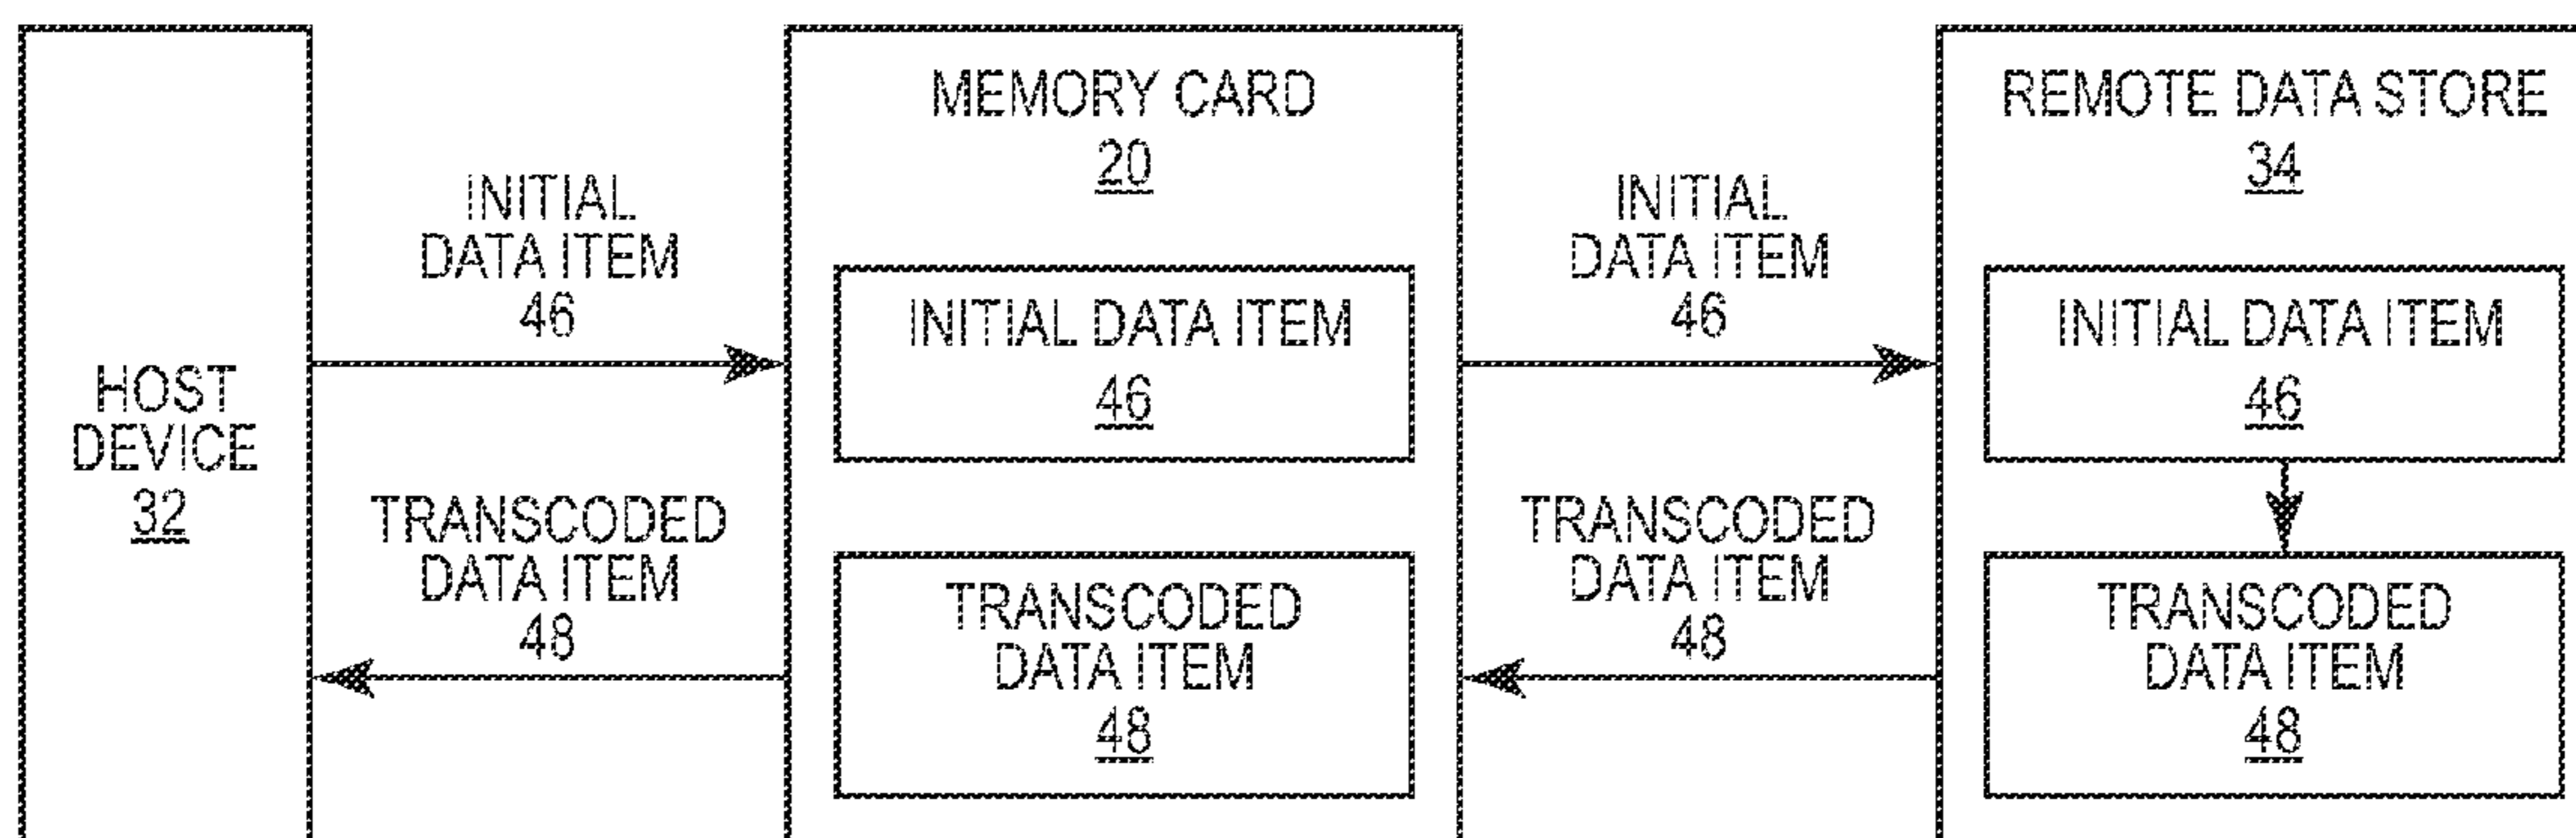 HOST
DEVICE
32
INITIAL
DATA ITEM
46
TRANSCODED
DATA ITEM
48
MEMORY CARD
20
INITIAL DATA ITEM
46
TRANSCODED
DATA ITEM
48
INITIAL
DATA ITEM
46
TRANSCODED
DATA ITEM
48
REMOTE DATA STORE
34
INITIAL DATA ITEM
46
TRANSCODED
DATA ITEM
48